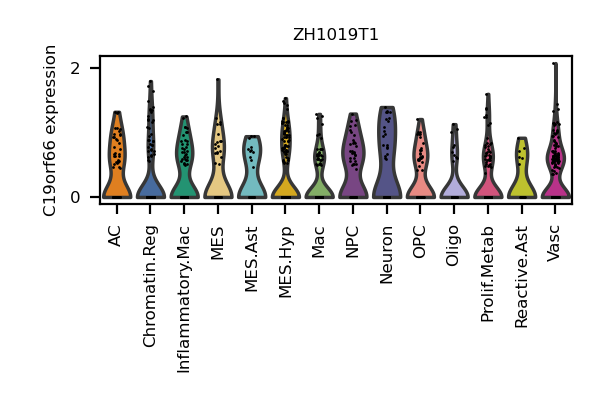 ZH1019T1
C19orf66 expression
2
0
AC
Chromatin.Reg
Inflammatory.Mac
MES
MES.Ast
MES.Hyp
Mac
NPC
Neuron
OPC
Oligo
Prolif.Metab
Reactive.Ast
Vasc